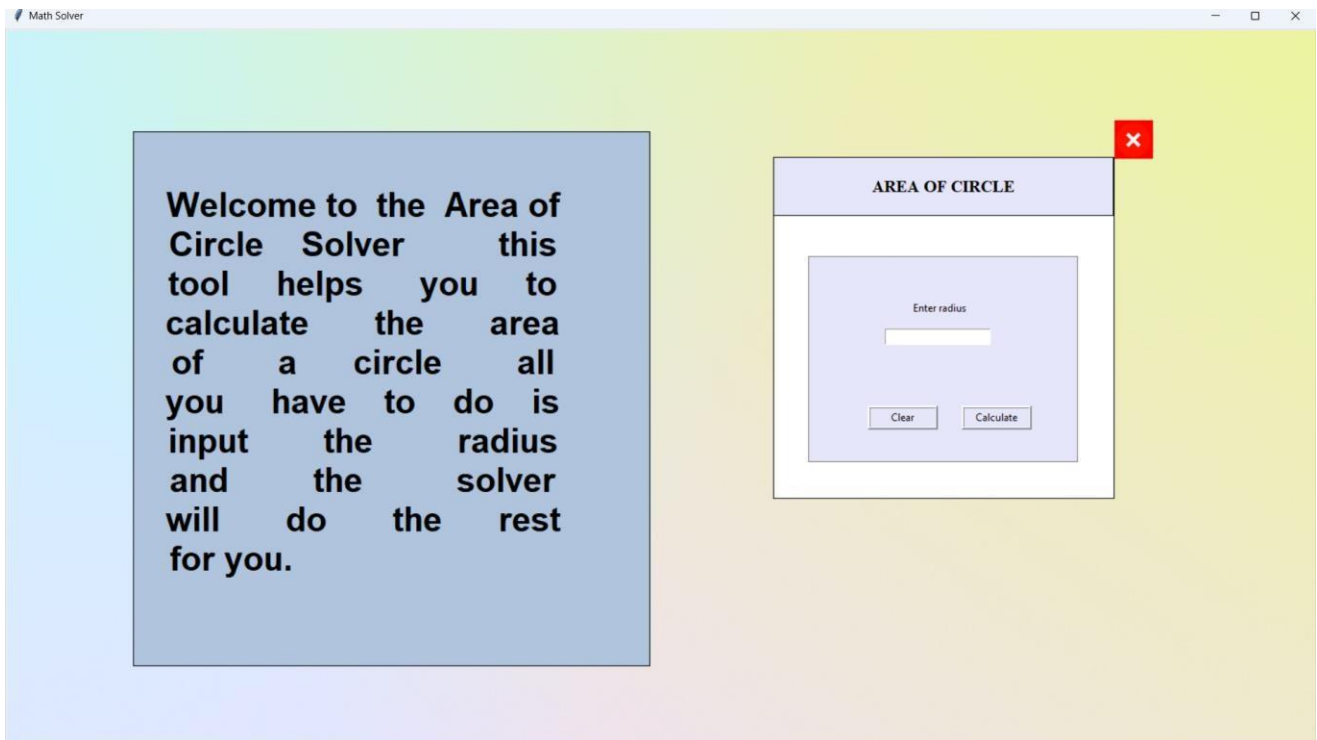 Math Solver
Welcome to the Area of
Circle Solver this
tool helps you to
calculate the area
of a circle all
you have to do is
input the radius
and the solver
will do the rest
for you.
AREA OF CIRCLE
Enter radius
Clear Calculate